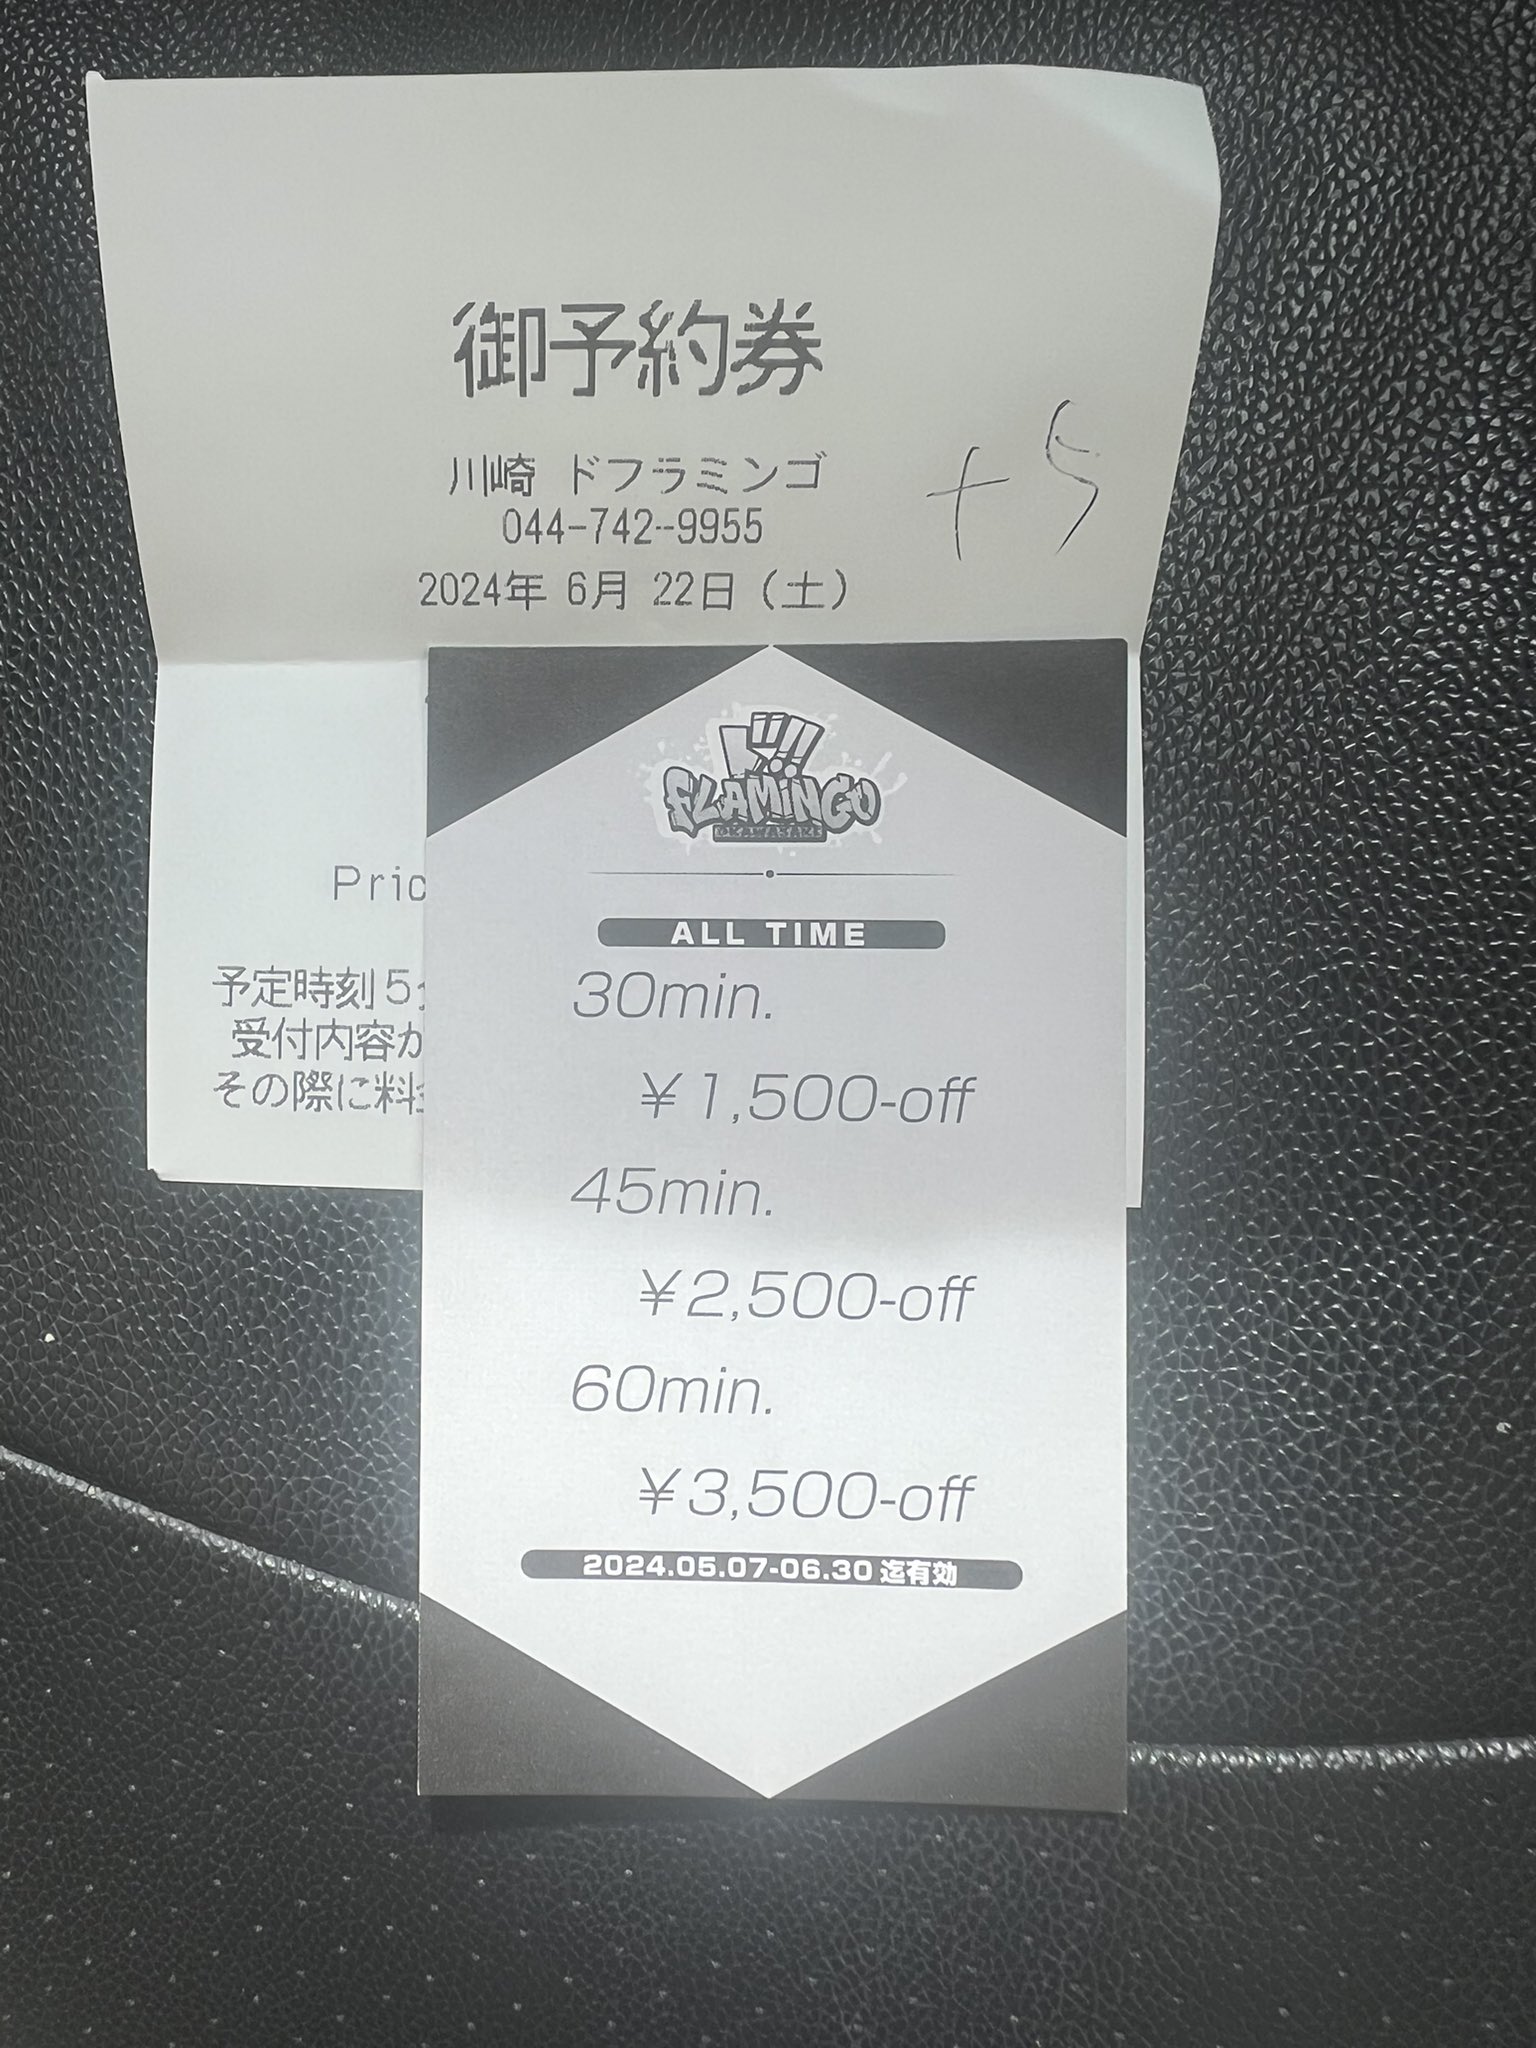 御予約券
川崎 ドフラミンゴ
044-742-9955
+5
2024年 6月 22日 (土)
ド!!!
FLAMINGO
@KAWASAKI
ALL TIME
30min.
¥1,500-off
45min.
¥2,500-off
60min.
¥3,500-off
2024.05.07-06.30 迄有効
Pric
予定時刻5分
受付内容か
その際に料